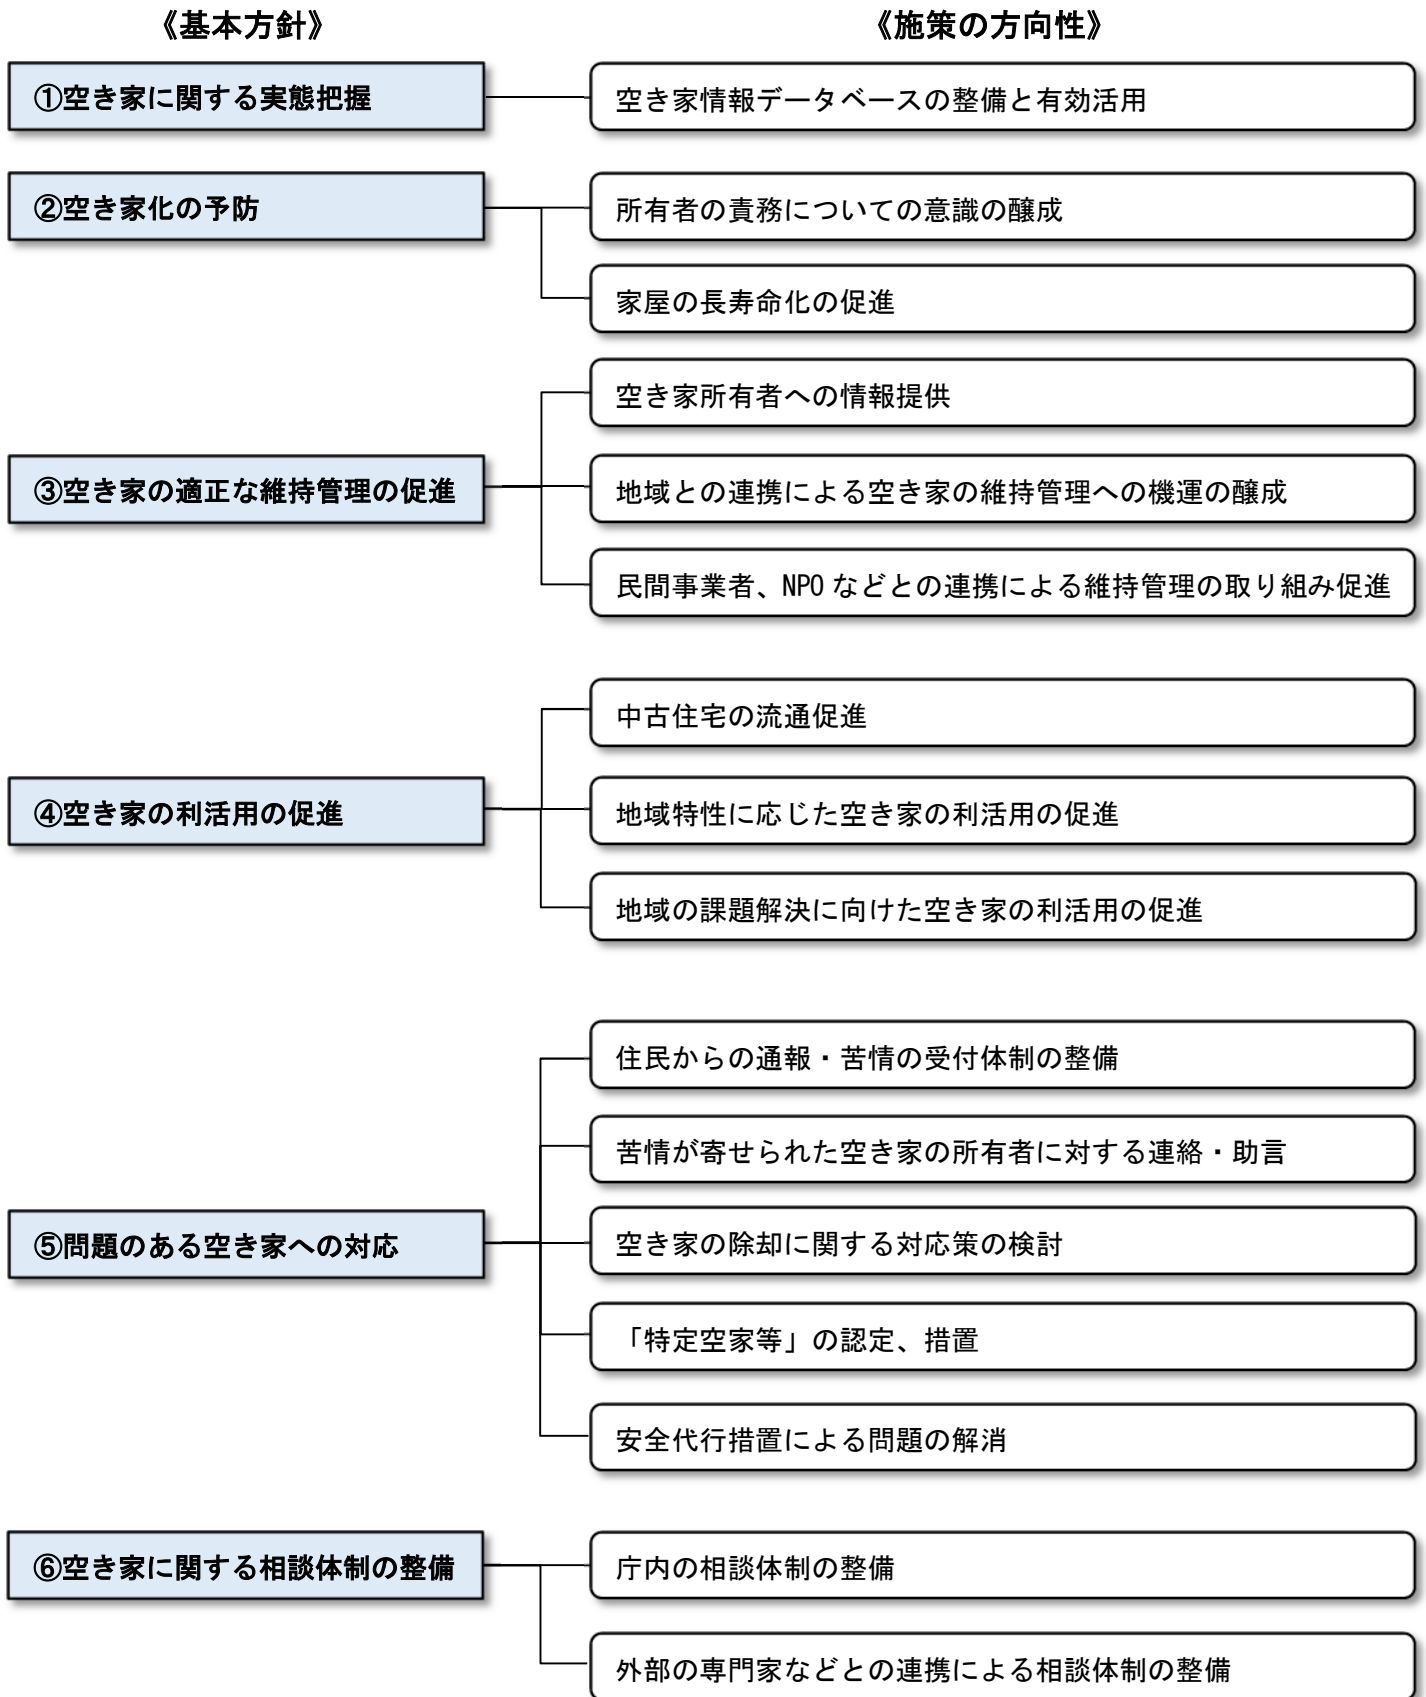 《基本方針》
《施策の方向性》
①空き家に関する実態把握
空き家情報データベースの整備と有効活用
②空き家化の予防
所有者の責務についての意識の醸成
家屋の長寿命化の促進
③空き家の適正な維持管理の促進
空き家所有者への情報提供
地域との連携による空き家の維持管理への機運の醸成
民間事業者、NPOなどとの連携による維持管理の取り組み促進
④空き家の利活用の促進
中古住宅の流通促進
地域特性に応じた空き家の利活用の促進
地域の課題解決に向けた空き家の利活用の促進
⑤問題のある空き家への対応
住民からの通報・苦情の受付体制の整備
苦情が寄せられた空き家の所有者に対する連絡・助言
空き家の除却に関する対応策の検討
「特定空家等」の認定、措置
安全代行措置による問題の解消
⑥空き家に関する相談体制の整備
庁内の相談体制の整備
外部の専門家などとの連携による相談体制の整備